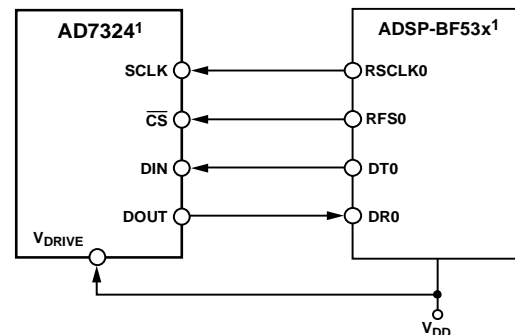 AD7324¹
ADSP-BF53x¹
SCLK
RSCLK0
CS
RFS0
DIN
DT0
DOUT
DR0
VDRIVE
VDD